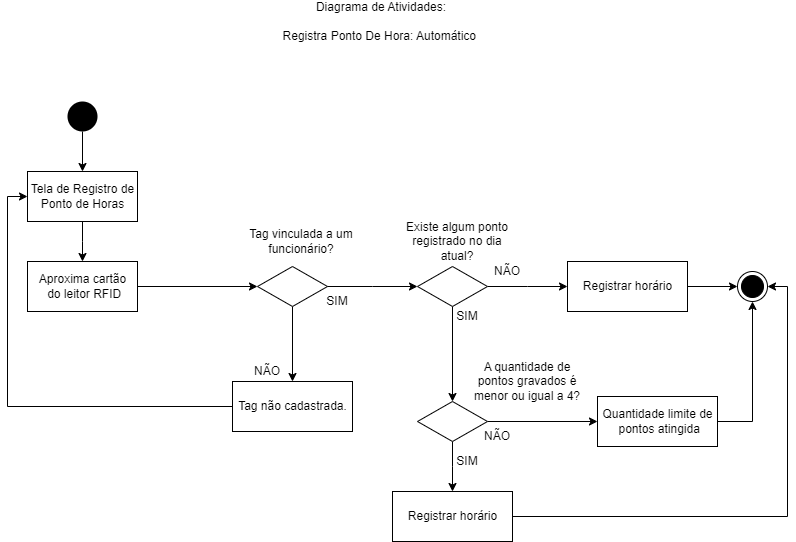 Diagrama de Atividades:
Registra Ponto De Hora: Automático
Tela de Registro de
Ponto de Horas
Aproxima cartão
do leitor RFID
Tag vinculada a um
funcionário?
SIM
NÃO
Tag não cadastrada.
Existe algum ponto
registrado no dia
atual?
NÃO
SIM
Registrar horário
A quantidade de
pontos gravados é
menor ou igual a 4?
NÃO
SIM
Quantidade limite de
pontos atingida
Registrar horário